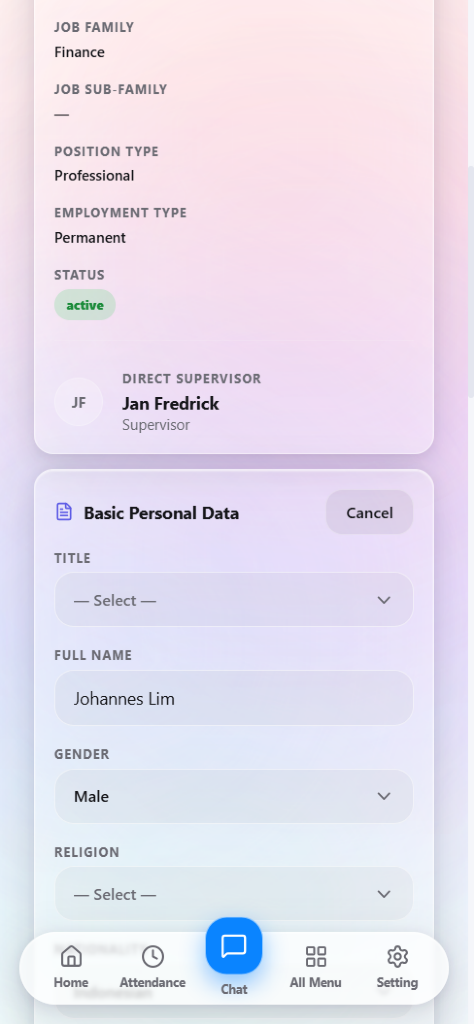 JOB FAMILY
Finance
JOB SUB-FAMILY
—
POSITION TYPE
Professional
EMPLOYMENT TYPE
Permanent
STATUS
active
JF
DIRECT SUPERVISOR
Jan Fredrick
Supervisor
Basic Personal Data
Cancel
TITLE
— Select —
FULL NAME
Johannes Lim
GENDER
Male
RELIGION
— Select —
Home
Attendance
Chat
All Menu
Setting